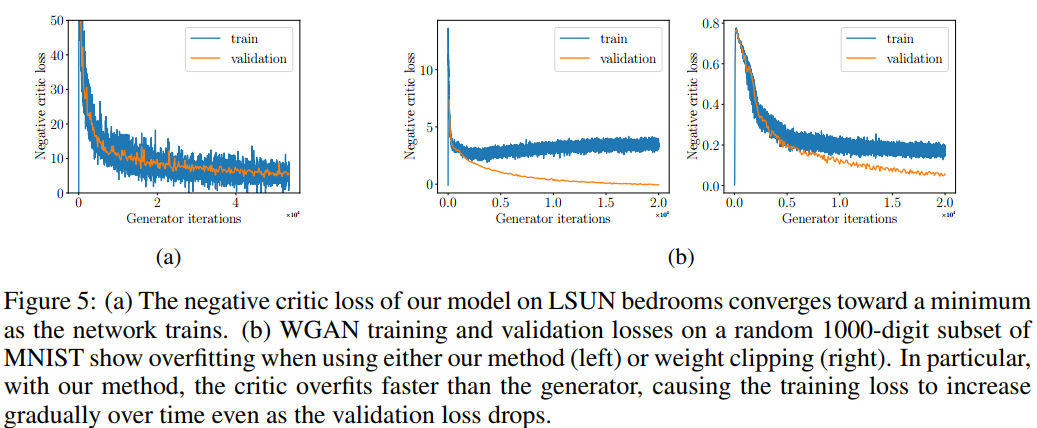 50
40
30
20
10
0
Negative critic loss
train
validation
0 2 4
×10⁴
Generator iterations
10
5
0
Negative critic loss
train
validation
0.0 0.5 1.0 1.5 2.0
×10⁴
Generator iterations
0.8
0.6
0.4
0.2
0.0
Negative critic loss
train
validation
0.0 0.5 1.0 1.5 2.0
×10⁴
Generator iterations
(a)
(b)
Figure 5: (a) The negative critic loss of our model on LSUN bedrooms converges toward a minimum
as the network trains. (b) WGAN training and validation losses on a random 1000-digit subset of
MNIST show overfitting when using either our method (left) or weight clipping (right). In particular,
with our method, the critic overfits faster than the generator, causing the training loss to increase
gradually over time even as the validation loss drops.